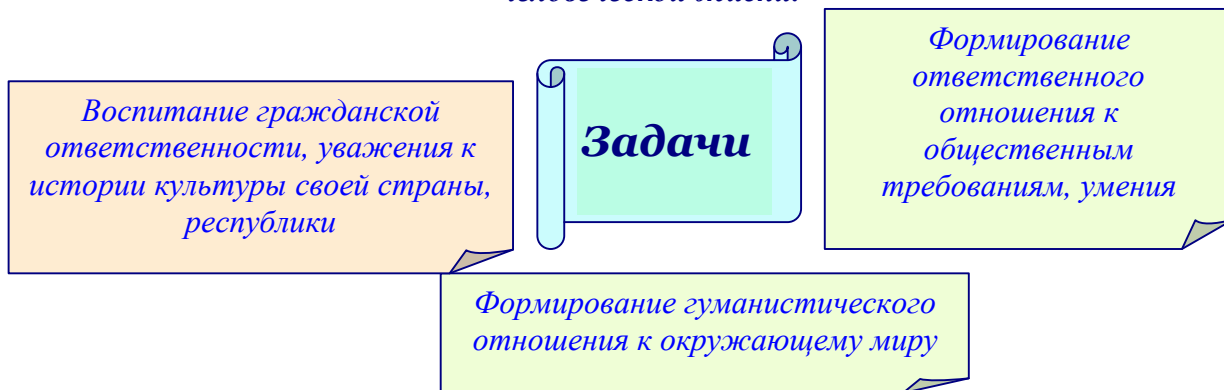 Формирование
ответственного
отношения к
общественным
требованиям, умения
Задачи
Воспитание гражданской
ответственности, уважения к
истории культуры своей страны,
республики
Формирование гуманистического
отношения к окружающему миру